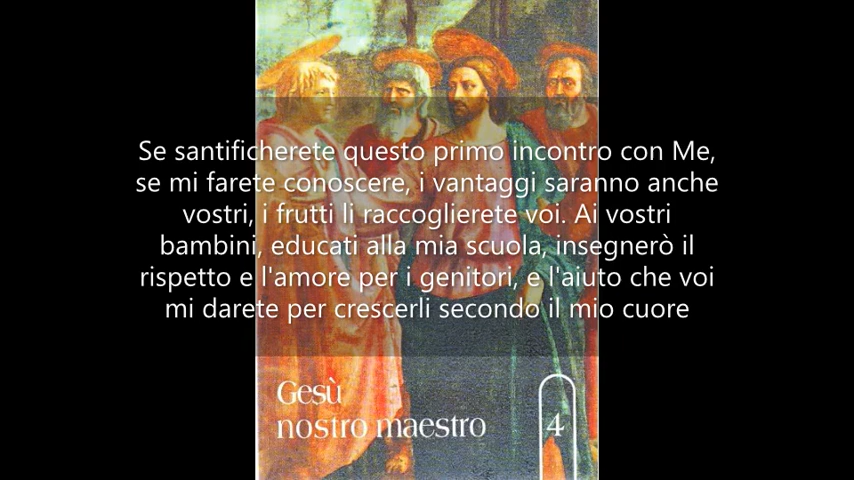 Se santificherete questo primo incontro con Me,
se mi farete conoscere, i vantaggi saranno anche
vostri, i frutti li raccoglierete voi. Ai vostri
bambini, educati alla mia scuola, insegnerò il
rispetto e l'amore per i genitori, e l'aiuto che voi
mi darete per crescerli secondo il mio cuore
Gesù
nostro maestro
4